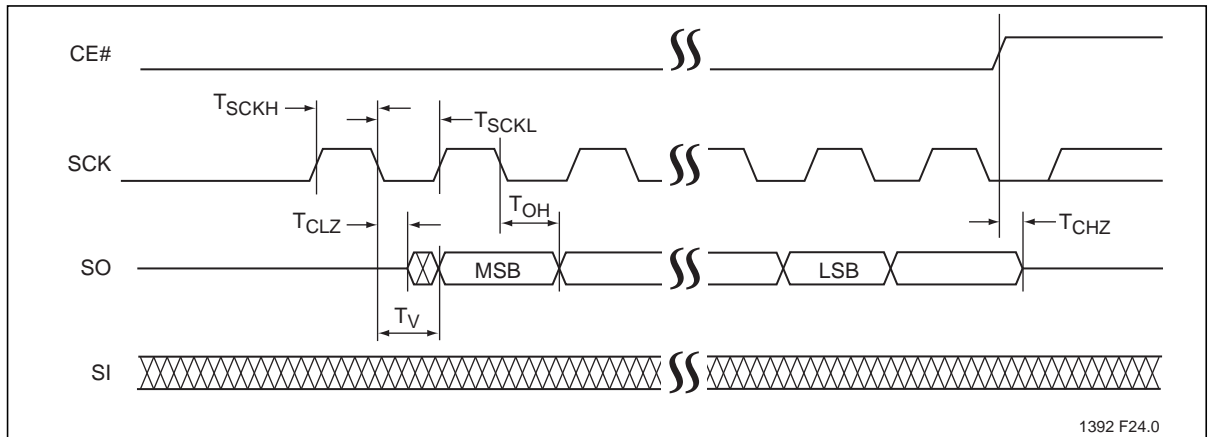 CE#
TSCKH
TSCKL
SCK
TOH
TCLZ
TCHZ
SO
MSB
LSB
TV
SI
1392 F24.0